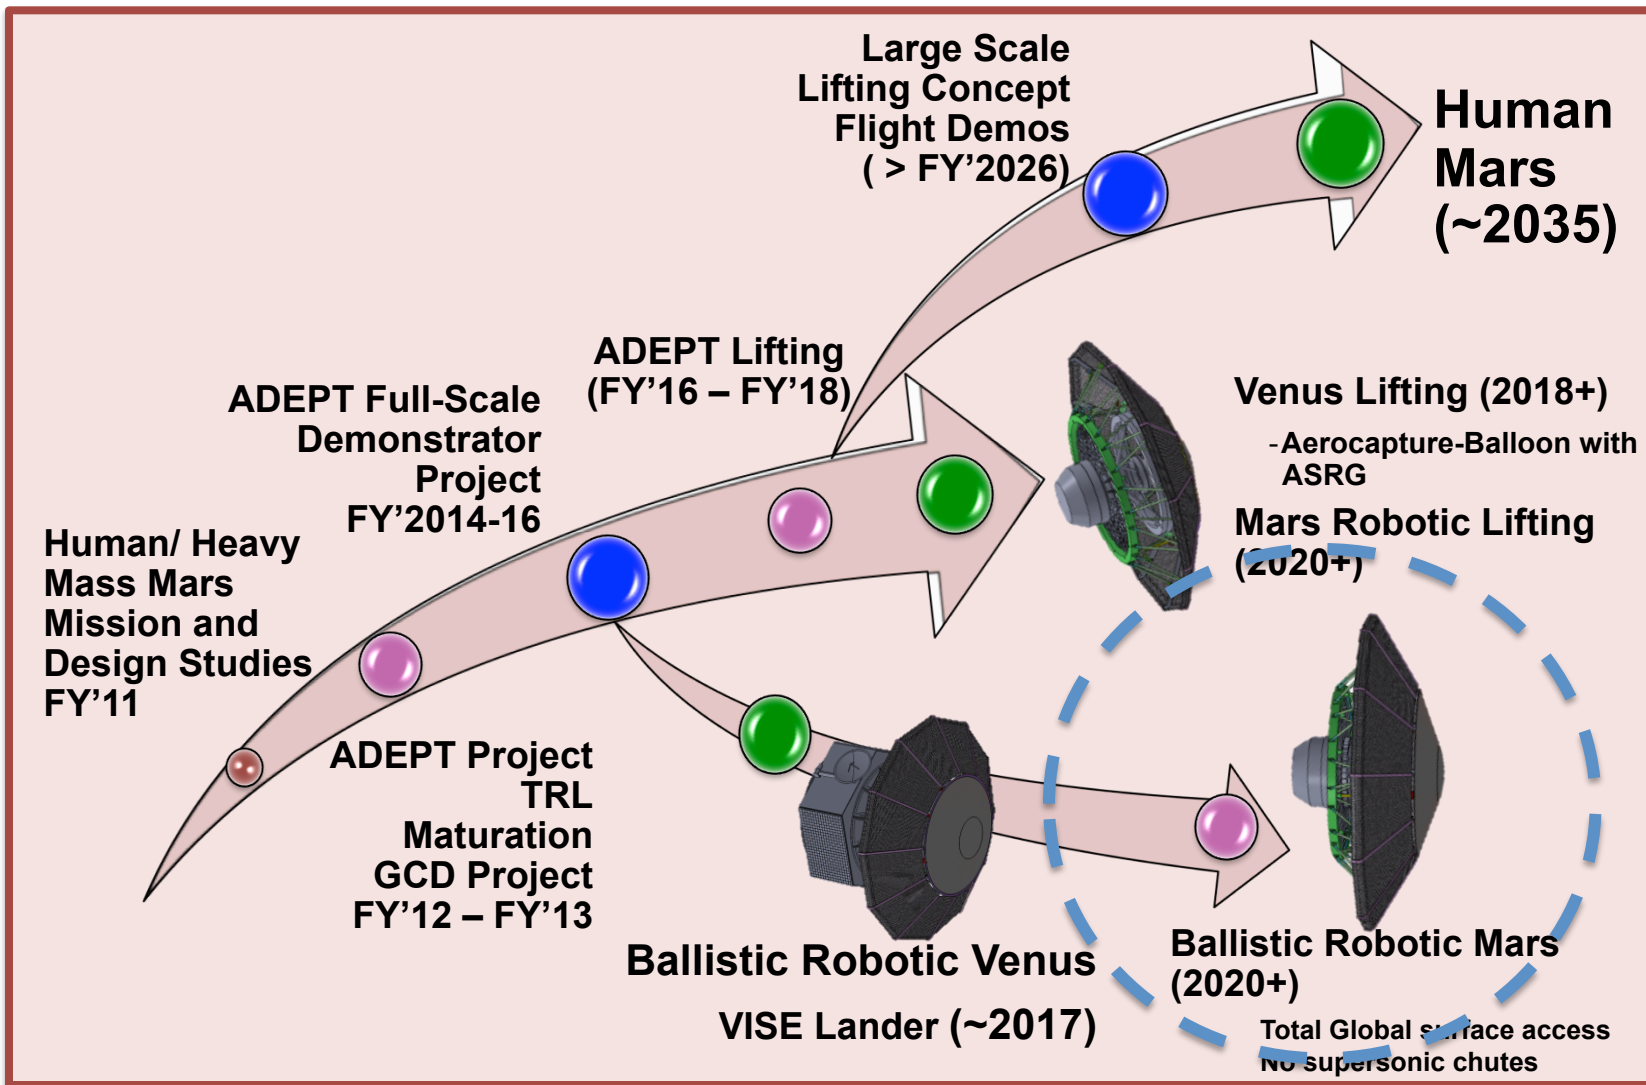 Large Scale
Lifting Concept
Flight Demos
( > FY’2026)
Human
Mars
(~2035)
ADEPT Lifting
(FY’16 – FY’18)
Venus Lifting (2018+)
-Aerocapture-Balloon with
ASRG
Mars Robotic Lifting
(2020+)
ADEPT Full-Scale
Demonstrator
Project
FY’2014-16
Human/ Heavy
Mass Mars
Mission and
Design Studies
FY’11
ADEPT Project
TRL
Maturation
GCD Project
FY’12 – FY’13
Ballistic Robotic Venus
VISE Lander (~2017)
Ballistic Robotic Mars
(2020+)
Total Global surface access
No supersonic chutes